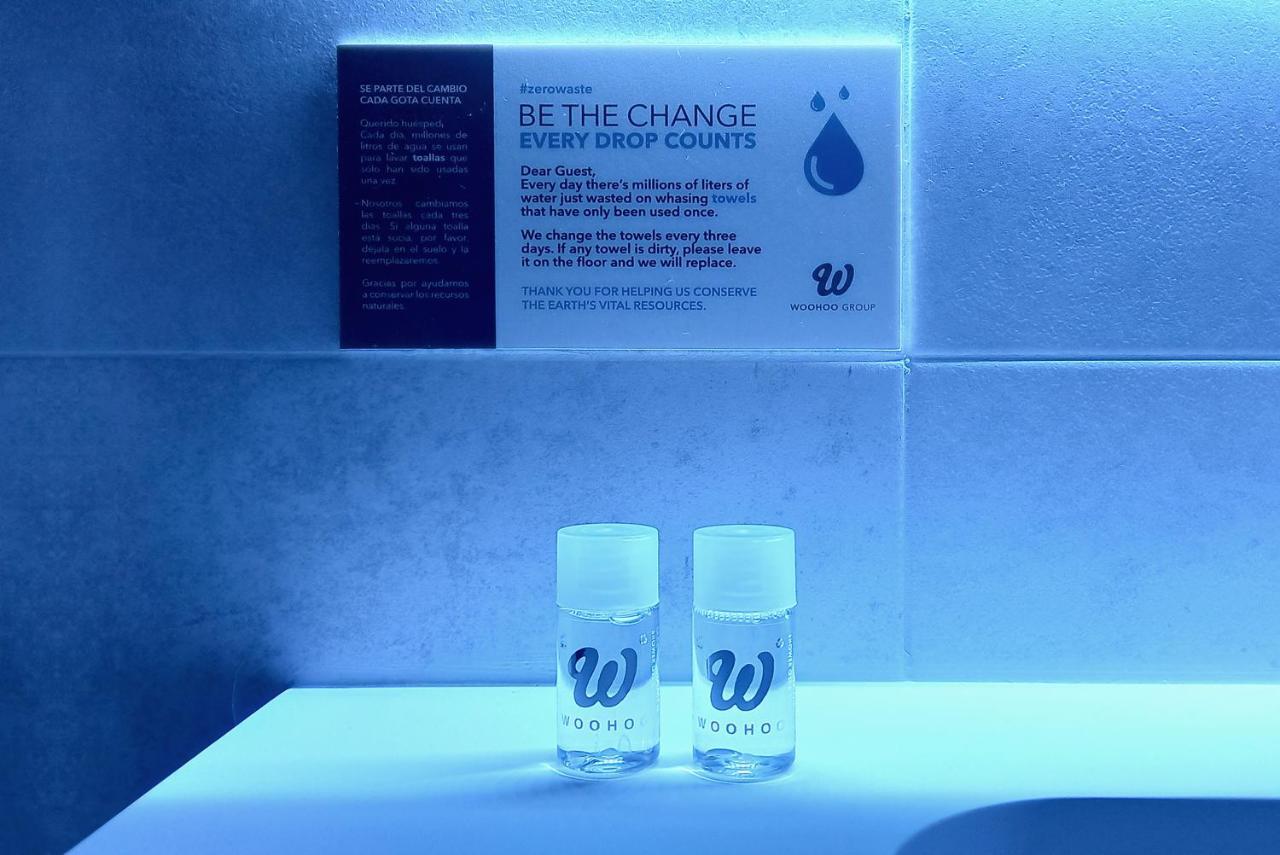 SE PARTE DEL CAMBIO
CADA GOTA CUENTA
Querido huésped,
Cada día, millones de
litros de agua se usan
para lavar toallas que
solo han sido usadas
una vez.
Nosotros cambiamos
las toallas cada tres
días. Si alguna toalla
está sucia, por favor,
déjala en el suelo y la
reemplazaremos.
Gracias por ayudarnos
a conservar los recursos
naturales.
#zerowaste
BE THE CHANGE
EVERY DROP COUNTS
Dear Guest,
Every day there's millions of liters of
water just wasted on whasing towels
that have only been used once.
We change the towels every three
days. If any towel is dirty, please leave
it on the floor and we will replace.
THANK YOU FOR HELPING US CONSERVE
THE EARTH'S VITAL RESOURCES.
W
WOOHOO GROUP
W
WOOHO
W
WOOHOO